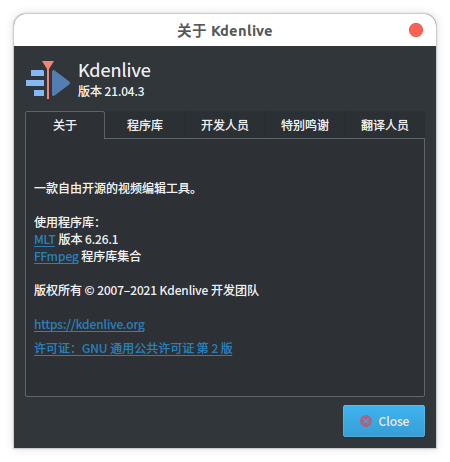 关于 Kdenlive
Kdenlive
版本 21.04.3
关于 程序库 开发人员 特别鸣谢 翻译人员
一款自由开源的视频编辑工具。
使用程序库：
MLT 版本 6.26.1
FFmpeg 程序库集合
版权所有 © 2007–2021 Kdenlive 开发团队
https://kdenlive.org
许可证：GNU 通用公共许可证 第 2 版
Close